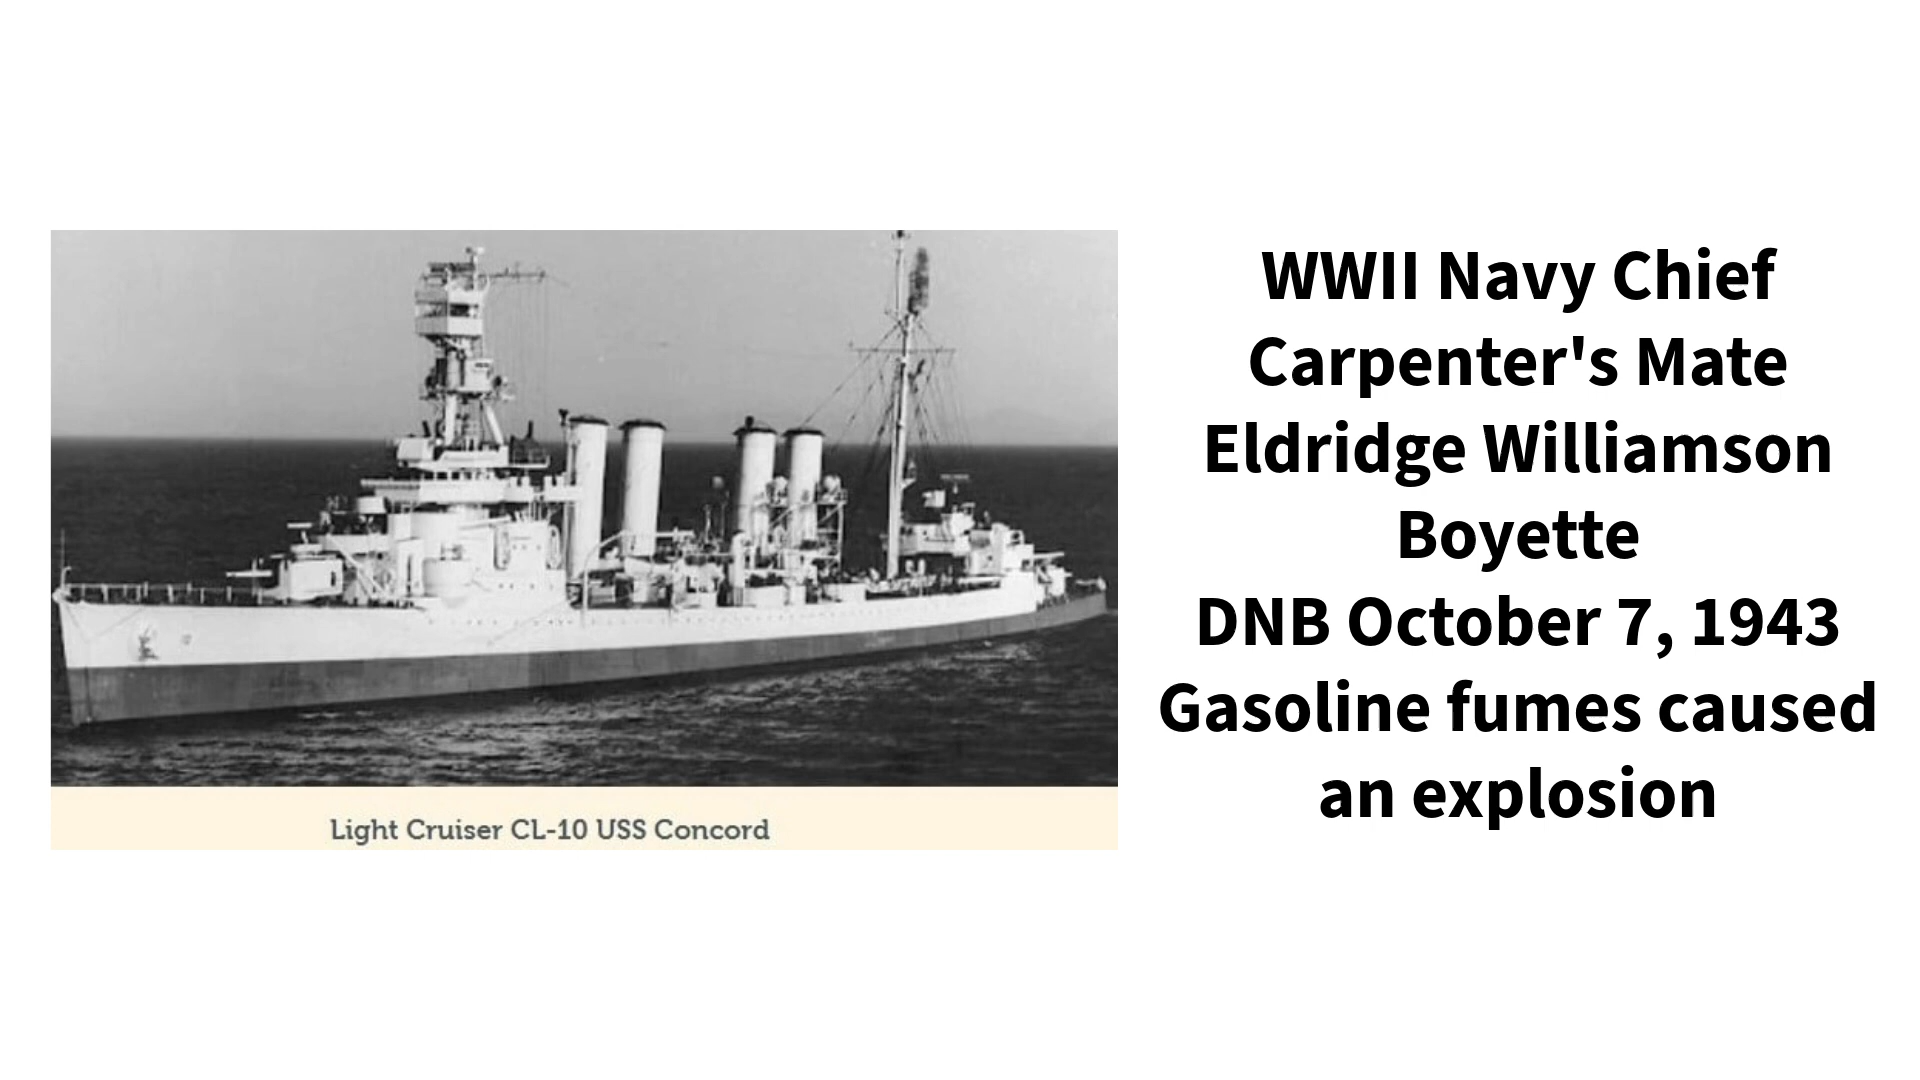 WWII Navy Chief
Carpenter's Mate
Eldridge Williamson
Boyette
DNB October 7, 1943
Gasoline fumes caused
an explosion
Light Cruiser CL-10 USS Concord